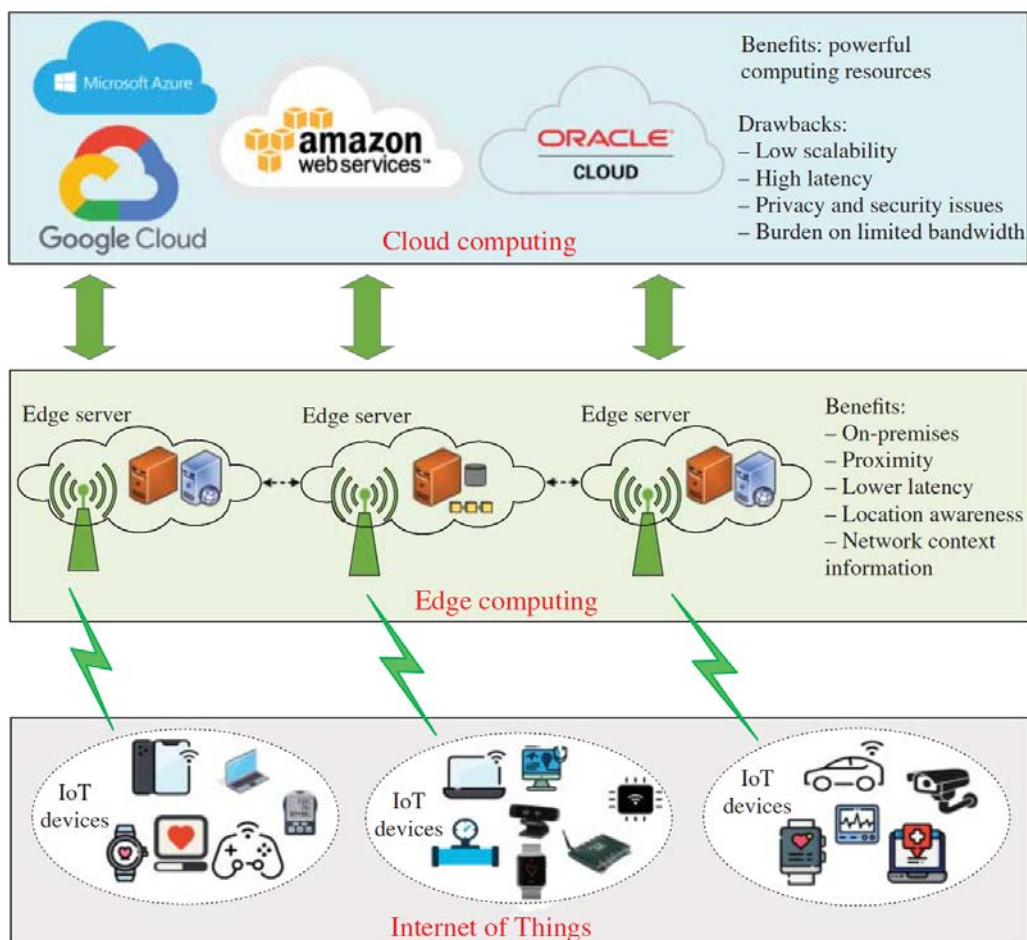 Microsoft Azure
Google Cloud
amazon
web services™
ORACLE®
CLOUD
Benefits: powerful
computing resources
Drawbacks:
– Low scalability
– High latency
– Privacy and security issues
– Burden on limited bandwidth
Cloud computing
Edge server
Edge server
Edge server
Benefits:
– On-premises
– Proximity
– Lower latency
– Location awareness
– Network context
information
Edge computing
IoT
devices
IoT
devices
IoT
devices
Internet of Things